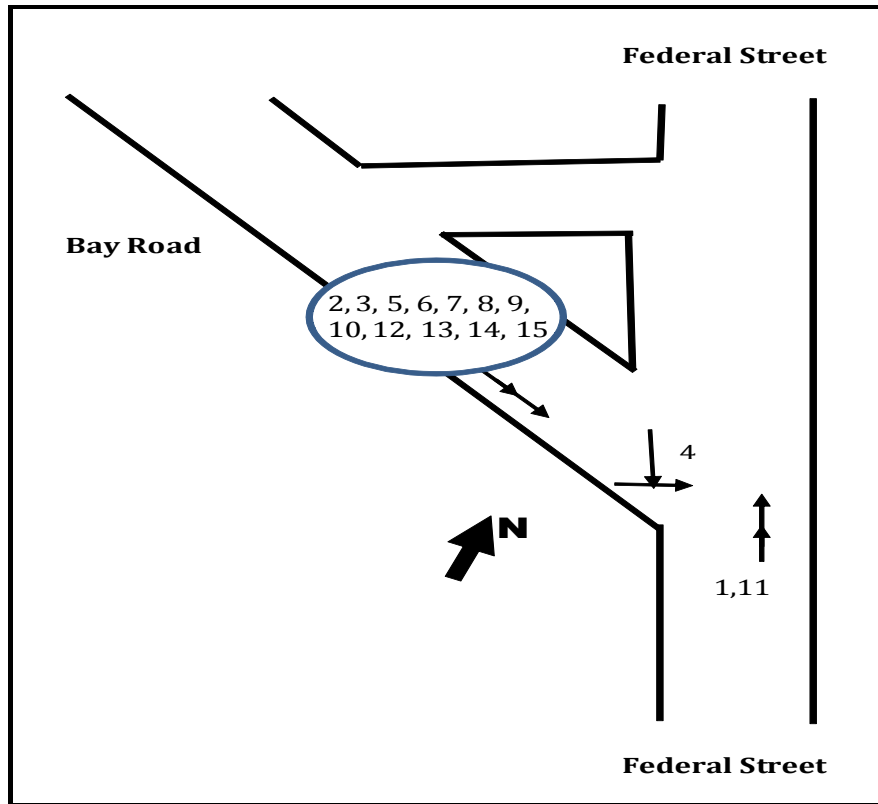 Federal Street
Bay Road
2, 3, 5, 6, 7, 8, 9,
10, 12, 13, 14, 15
4
N
1,11
Federal Street